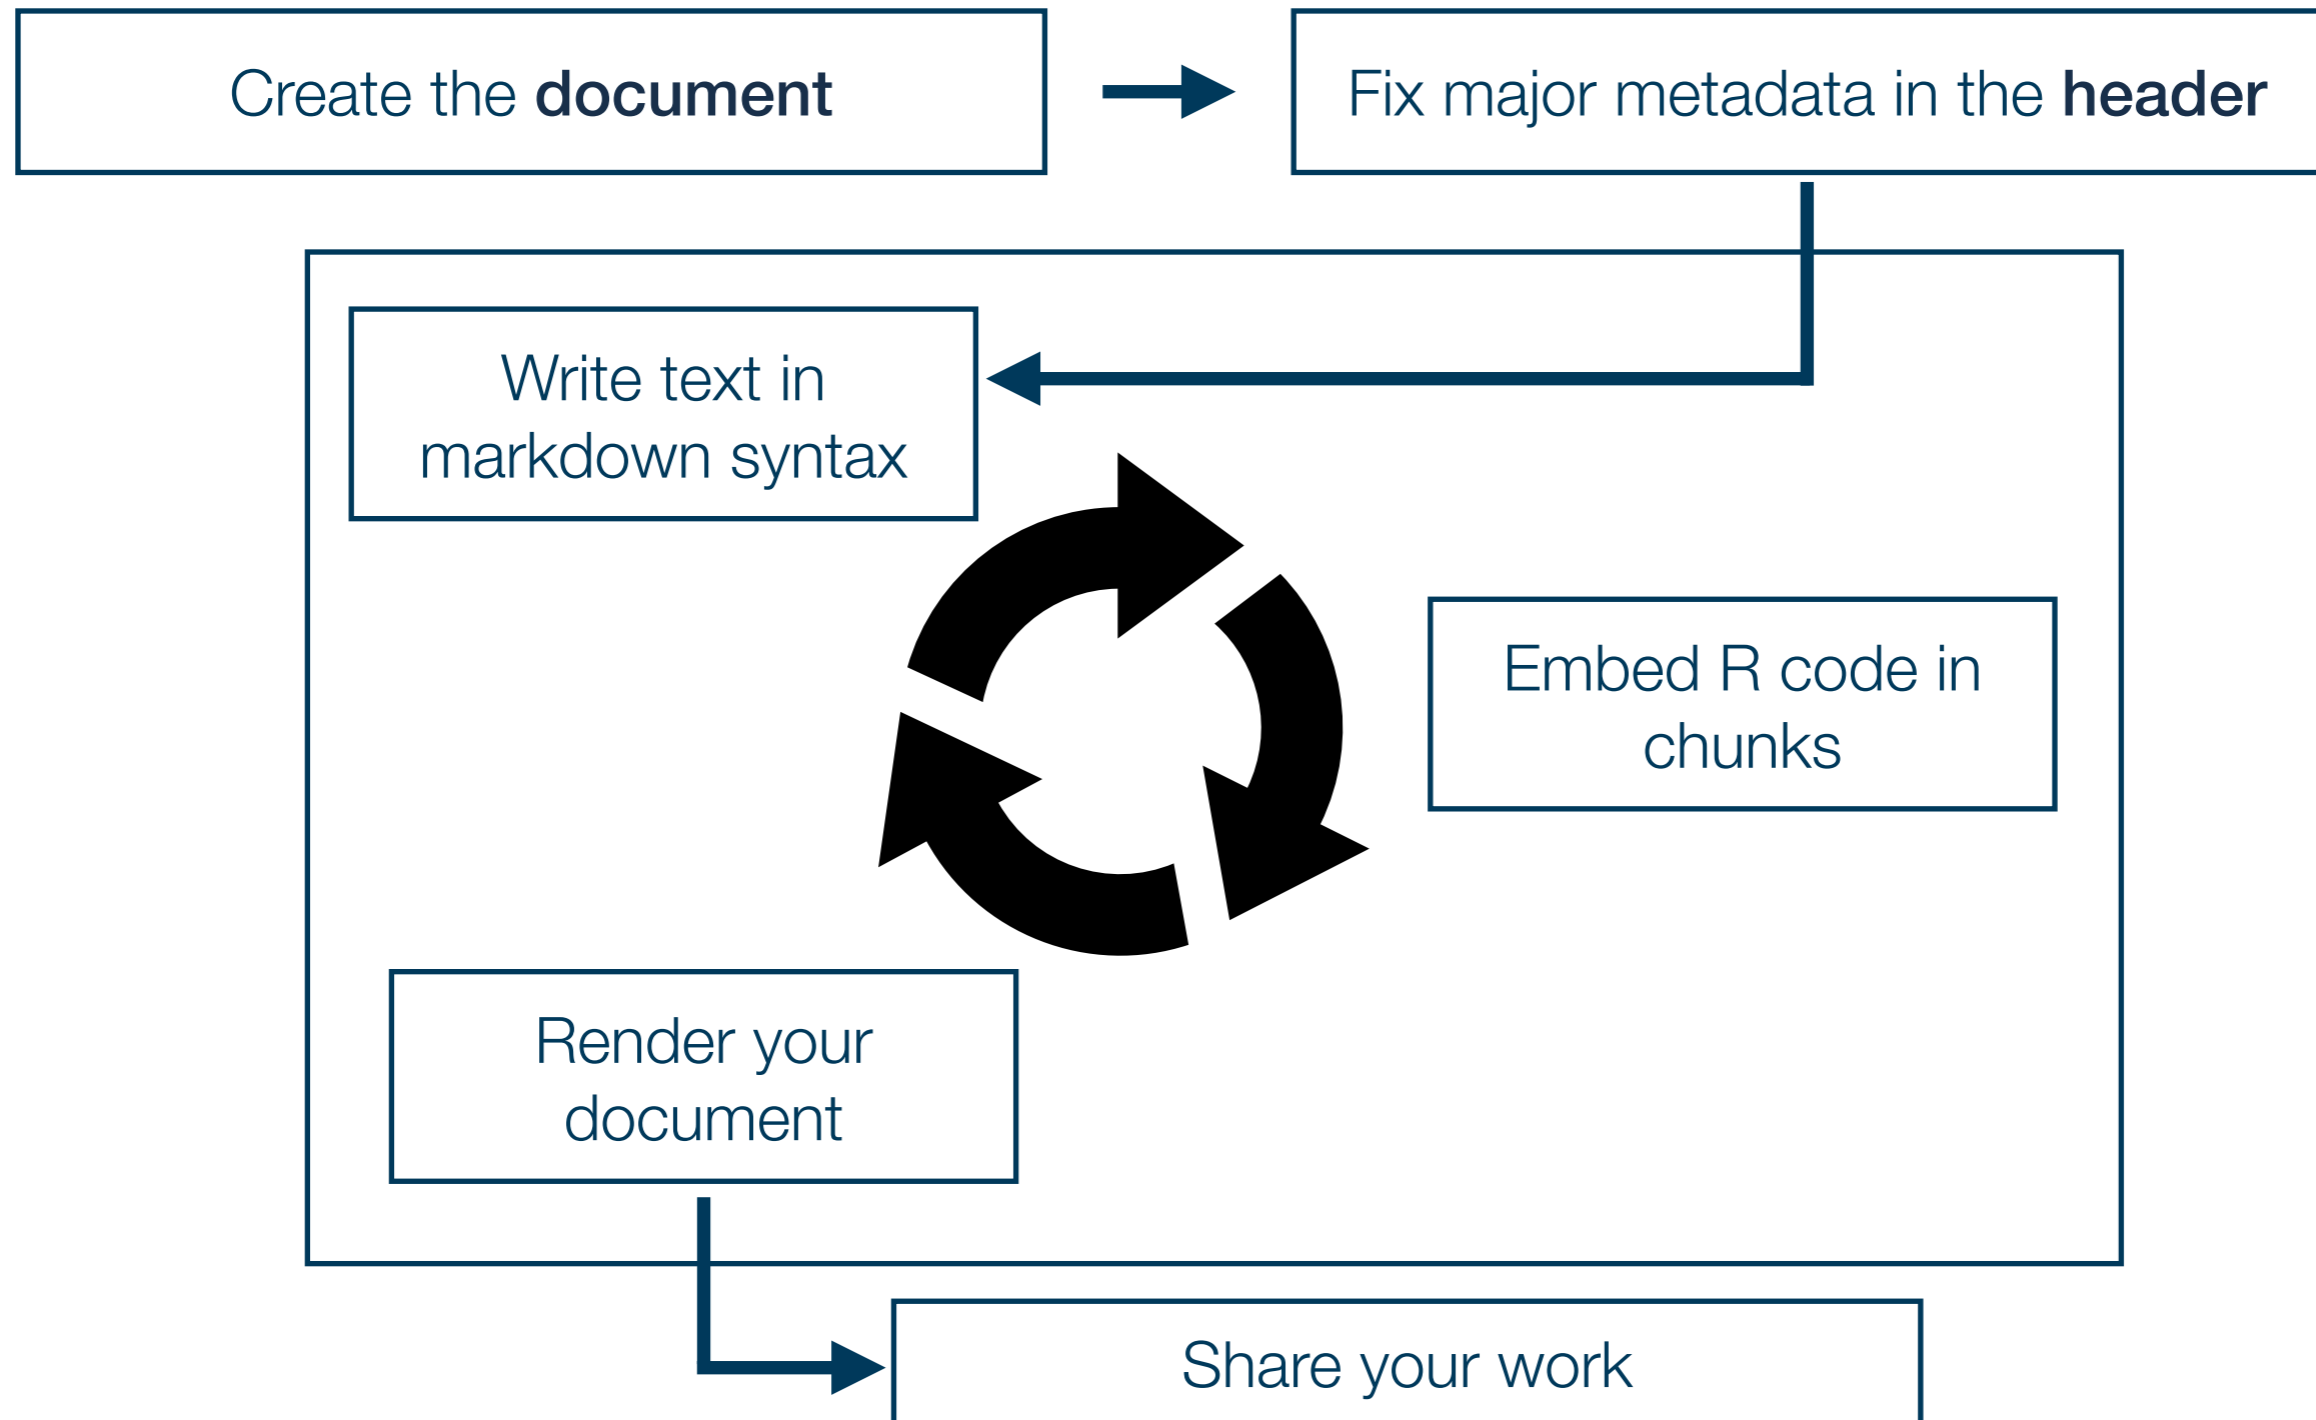 Create the document
Fix major metadata in the header
Write text in
markdown syntax
Embed R code in
chunks
Render your
document
Share your work